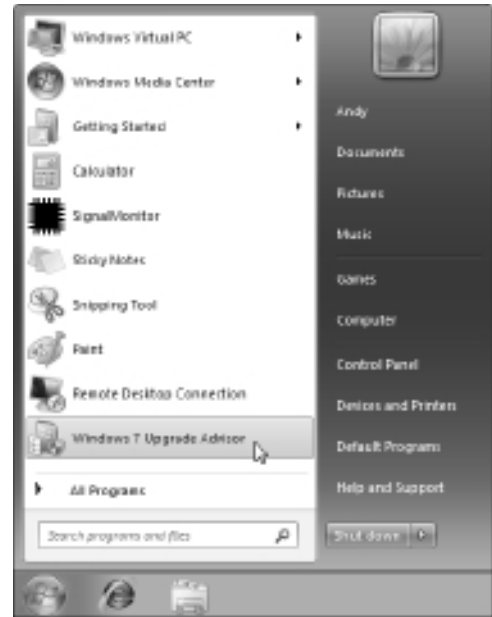 Windows Virtual PC
Windows Media Center
Getting Started
Calculator
SignalMonitor
Sticky Notes
Snipping Tool
Paint
Remote Desktop Connection
Windows 7 Upgrade Advisor
All Programs
Search programs and files
Andy
Documents
Pictures
Music
Games
Computer
Control Panel
Devices and Printers
Default Programs
Help and Support
Shut down